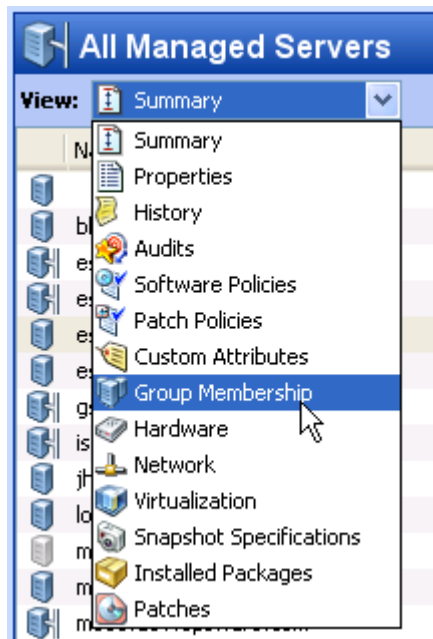 All Managed Servers
View: Summary
Summary
Properties
History
Audits
Software Policies
Patch Policies
Custom Attributes
Group Membership
Hardware
Network
Virtualization
Snapshot Specifications
Installed Packages
Patches